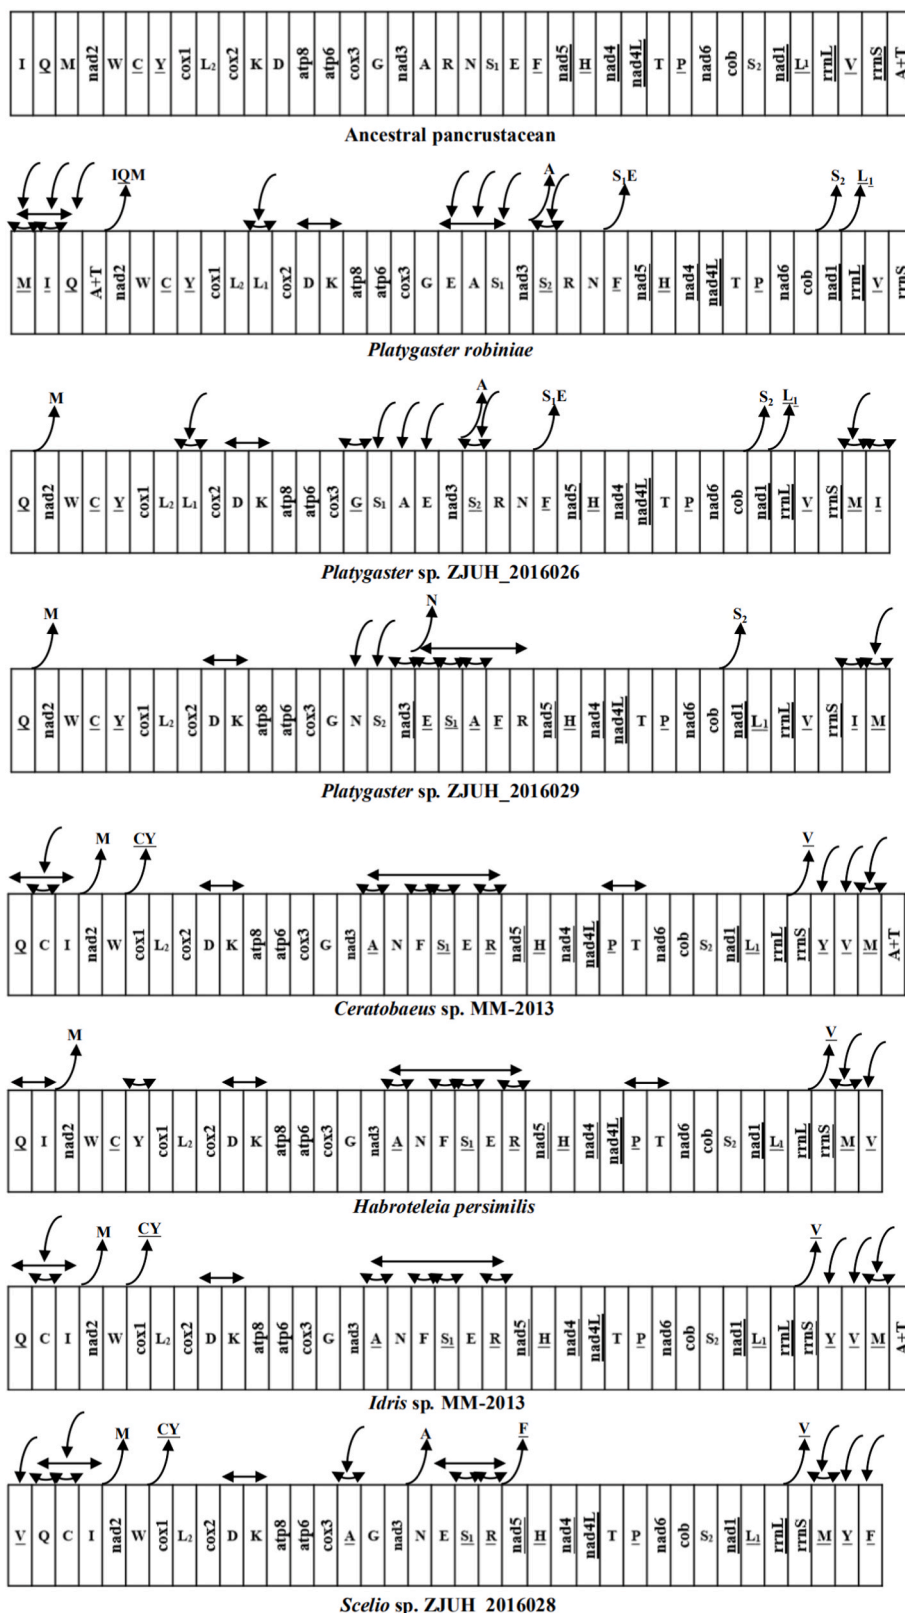 I Q M nad2 W C Y cox1 L₂ cox2 K D atp8 atp6 cox3 G nad3 A R N S₁ E F nad5 H nad4 nad4L T P nad6 cob S₂ nad1 L₁ rrnL V rrnS A+T
Ancestral pancrustacean
IQM A S₁E S₂ L₁
M I Q A+T nad2 W C Y cox1 L₂ L₁ cox2 D K atp8 atp6 cox3 G E A S₁ nad3 S₂ R N F nad5 H nad4 nad4L T P nad6 cob nad1 rrnL V rrnS
Platygaster robiniae
M A S₁E S₂ L₁
Q nad2 W C Y cox1 L₂ L₁ cox2 D K atp8 atp6 cox3 G S₁ A E nad3 S₂ R N F nad5 H nad4 nad4L T P nad6 cob nad1 rrnL V rrnS M I
Platygaster sp. ZJUH_2016026
M N S₂
Q nad2 W C Y cox1 L₂ cox2 D K atp8 atp6 cox3 G N S₂ nad3 E S₁ A F R nad5 H nad4 nad4L T P nad6 cob nad1 L₁ rrnL V rrnS I M
Platygaster sp. ZJUH_2016029
M CY V
Q C I nad2 W cox1 L₂ cox2 D K atp8 atp6 cox3 G nad3 A N F S₁ E R nad5 H nad4 nad4L P T nad6 cob S₂ nad1 L₁ rrnL rrnS Y V M A+T
Ceratobaeus sp. MM-2013
M V
Q I nad2 W C Y cox1 L₂ cox2 D K atp8 atp6 cox3 G nad3 A N F S₁ E R nad5 H nad4 nad4L P T nad6 cob S₂ nad1 L₁ rrnL rrnS M V
Habroteleia persimilis
M CY V
Q C I nad2 W cox1 L₂ cox2 D K atp8 atp6 cox3 G nad3 A N F S₁ E R nad5 H nad4 nad4L T P nad6 cob S₂ nad1 L₁ rrnL rrnS Y V M A+T
Idris sp. MM-2013
M CY A F V
V Q C I nad2 W cox1 L₂ cox2 D K atp8 atp6 cox3 A G nad3 N E S₁ R nad5 H nad4 nad4L T P nad6 cob S₂ nad1 L₁ rrnL rrnS M Y F
Scelio sp. ZJUH_2016028